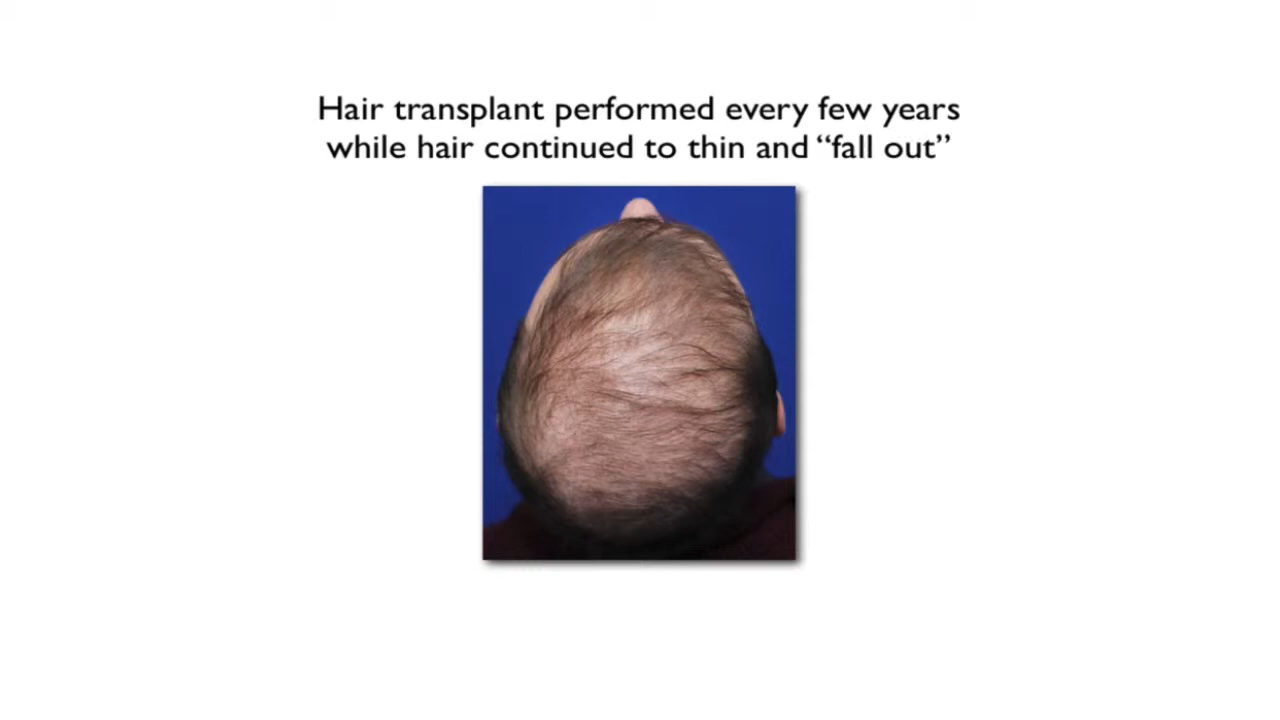 Hair transplant performed every few years
while hair continued to thin and “fall out”